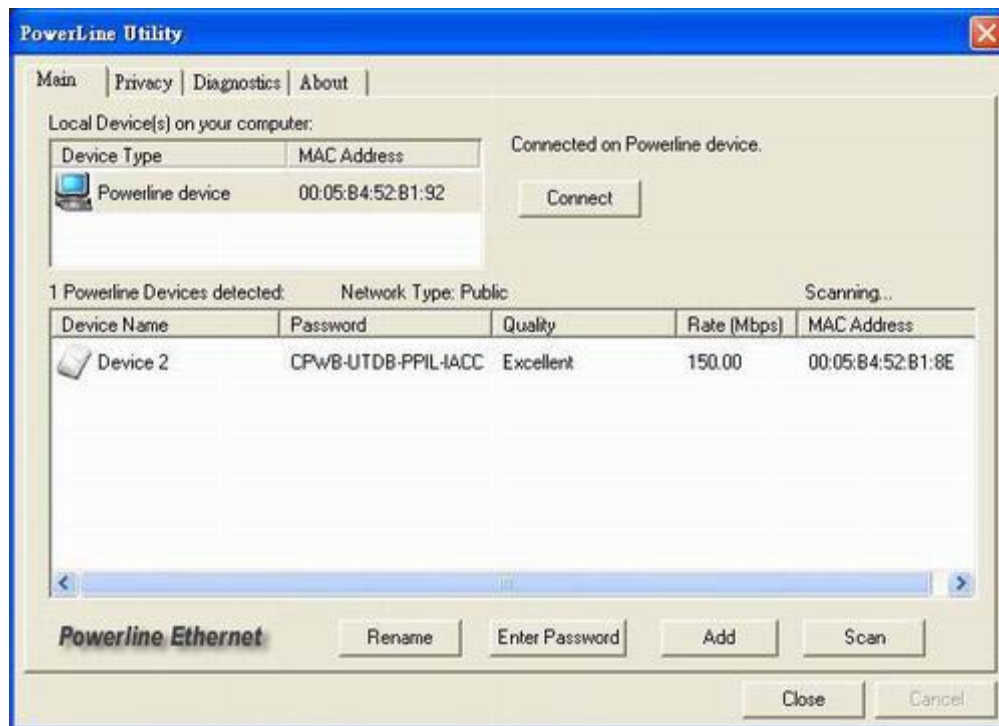 PowerLine Utility
Main Privacy Diagnostics About
Local Device(s) on your computer:
Device Type MAC Address
Powerline device 00:05:B4:52:B1:92
Connected on Powerline device.
Connect
1 Powerline Devices detected: Network Type: Public Scanning...
Device Name Password Quality Rate (Mbps) MAC Address
Device 2 CPWB-UTDB-PPIL-IACC Excellent 150.00 00:05:B4:52:B1:8E
Powerline Ethernet Rename Enter Password Add Scan
Close Cancel